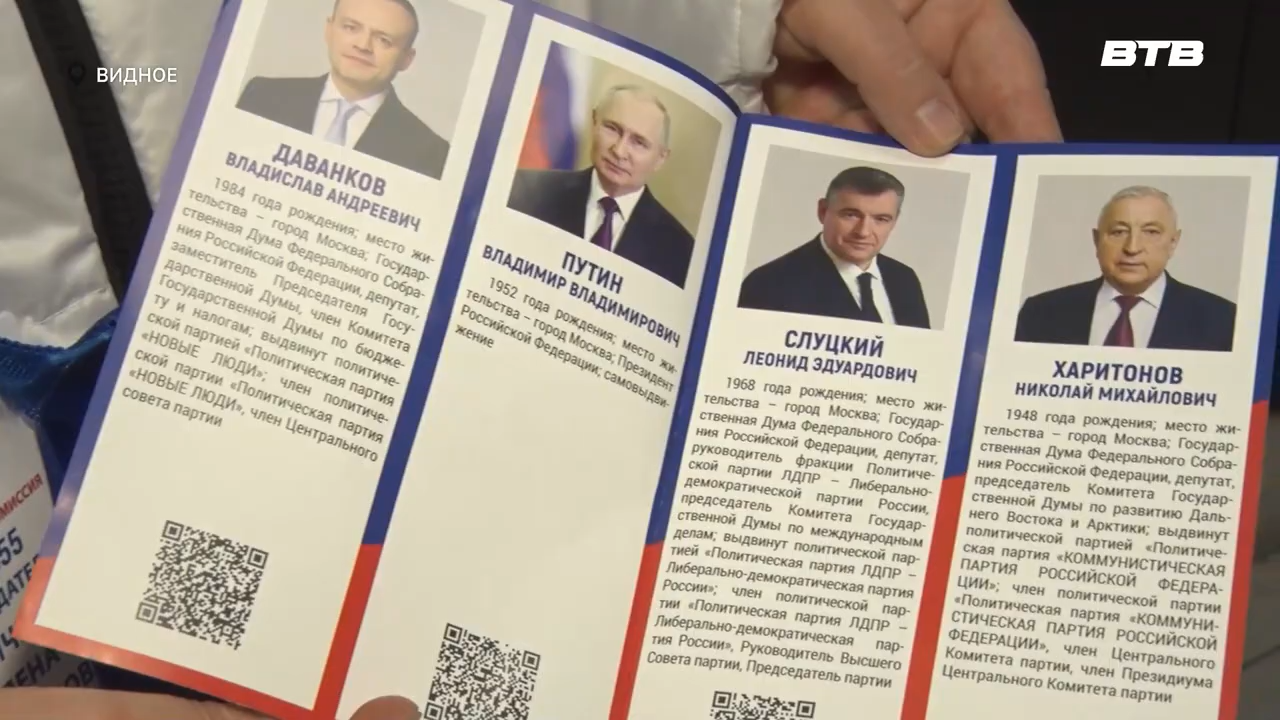 ВИДНОЕ
ВТВ
ДАВАНКОВ
ВЛАДИСЛАВ АНДРЕЕВИЧ
1984 года рождения; место жи-
тельства – город Москва; Государ-
ственная Дума Федерального Собра-
ния Российской Федерации, депутат,
заместитель Председателя Госу-
дарственной Думы, член Комитета
Государственной Думы по бюдже-
ту и налогам; выдвинут политиче-
ской партией «Политическая партия
«НОВЫЕ ЛЮДИ»; член политиче-
ской партии «Политическая партия
«НОВЫЕ ЛЮДИ», член Центрального
совета партии
ПУТИН
ВЛАДИМИР ВЛАДИМИРОВИЧ
1952 года рождения; место жи-
тельства – город Москва; Президент
Российской Федерации; самовыдви-
жение
СЛУЦКИЙ
ЛЕОНИД ЭДУАРДОВИЧ
1968 года рождения; место жи-
тельства – город Москва; Государ-
ственная Дума Федерального Собра-
ния Российской Федерации, депутат,
руководитель фракции Политиче-
ской партии ЛДПР – Либерально-
демократической партии России,
председатель Комитета Государ-
ственной Думы по международным
делам; выдвинут политической пар-
тией «Политическая партия ЛДПР –
Либерально-демократическая партия
России»; член политической пар-
тии «Политическая партия ЛДПР –
Либерально-демократическая пар-
тия России», Руководитель Высшего
Совета партии, Председатель партии
ХАРИТОНОВ
НИКОЛАЙ МИХАЙЛОВИЧ
1948 года рождения; место жи-
тельства – город Москва; Государ-
ственная Дума Федерального Собра-
ния Российской Федерации, депутат,
председатель Комитета Государ-
ственной Думы по развитию Даль-
него Востока и Арктики; выдвинут
политической партией «Политиче-
ская партия «КОММУНИСТИЧЕСКАЯ
ПАРТИЯ РОССИЙСКОЙ ФЕДЕРА-
ЦИИ»; член политической партии
«Политическая партия «КОММУНИ-
СТИЧЕСКАЯ ПАРТИЯ РОССИЙСКОЙ
ФЕДЕРАЦИИ», член Центрального
Комитета партии, член Президиума
Центрального Комитета партии
55